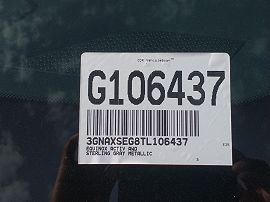 G106437
3GNAXSEG8TL106437
EQUINOX ACTIV AWD
STERLING GRAY METALLIC